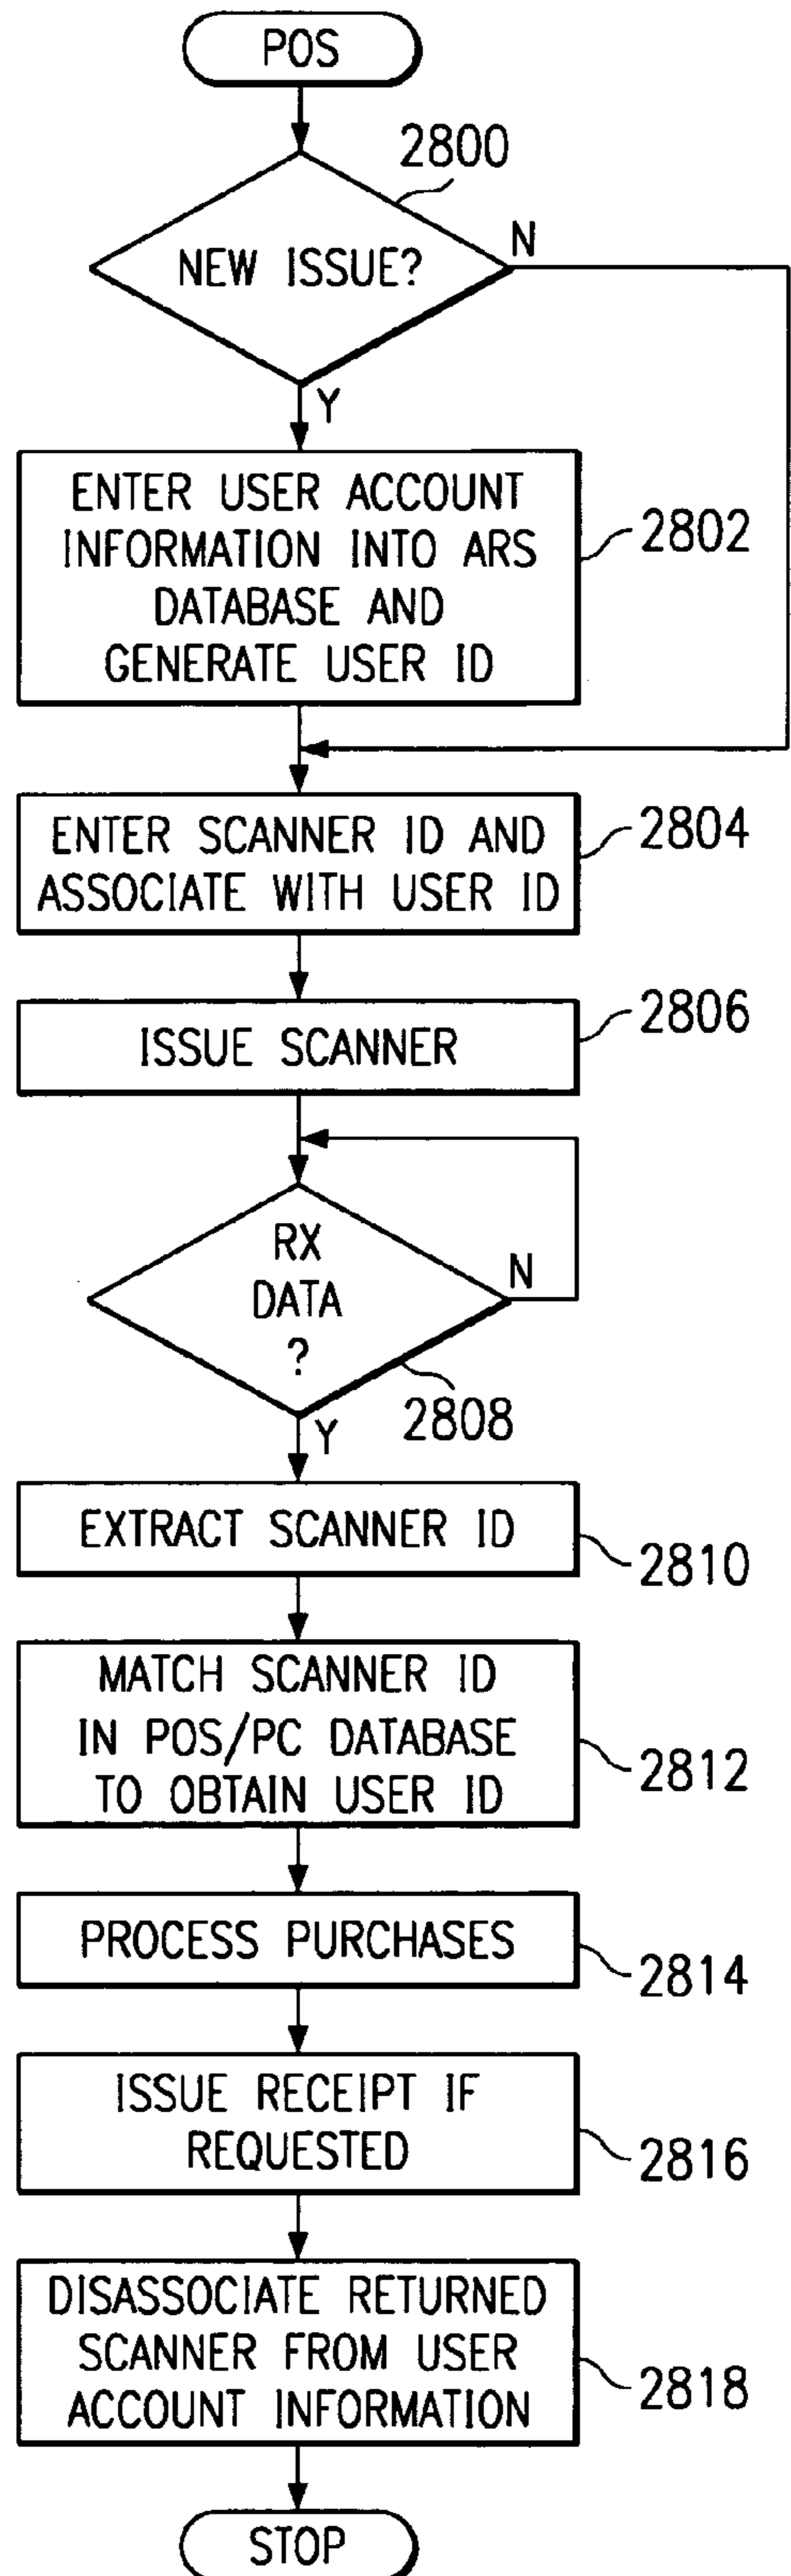 POS
2800
NEW ISSUE?
N
Y
ENTER USER ACCOUNT
INFORMATION INTO ARS
DATABASE AND
GENERATE USER ID
2802
ENTER SCANNER ID AND
ASSOCIATE WITH USER ID
2804
ISSUE SCANNER
2806
RX
DATA
?
N
Y
2808
EXTRACT SCANNER ID
2810
MATCH SCANNER ID
IN POS/PC DATABASE
TO OBTAIN USER ID
2812
PROCESS PURCHASES
2814
ISSUE RECEIPT IF
REQUESTED
2816
DISASSOCIATE RETURNED
SCANNER FROM USER
ACCOUNT INFORMATION
2818
STOP